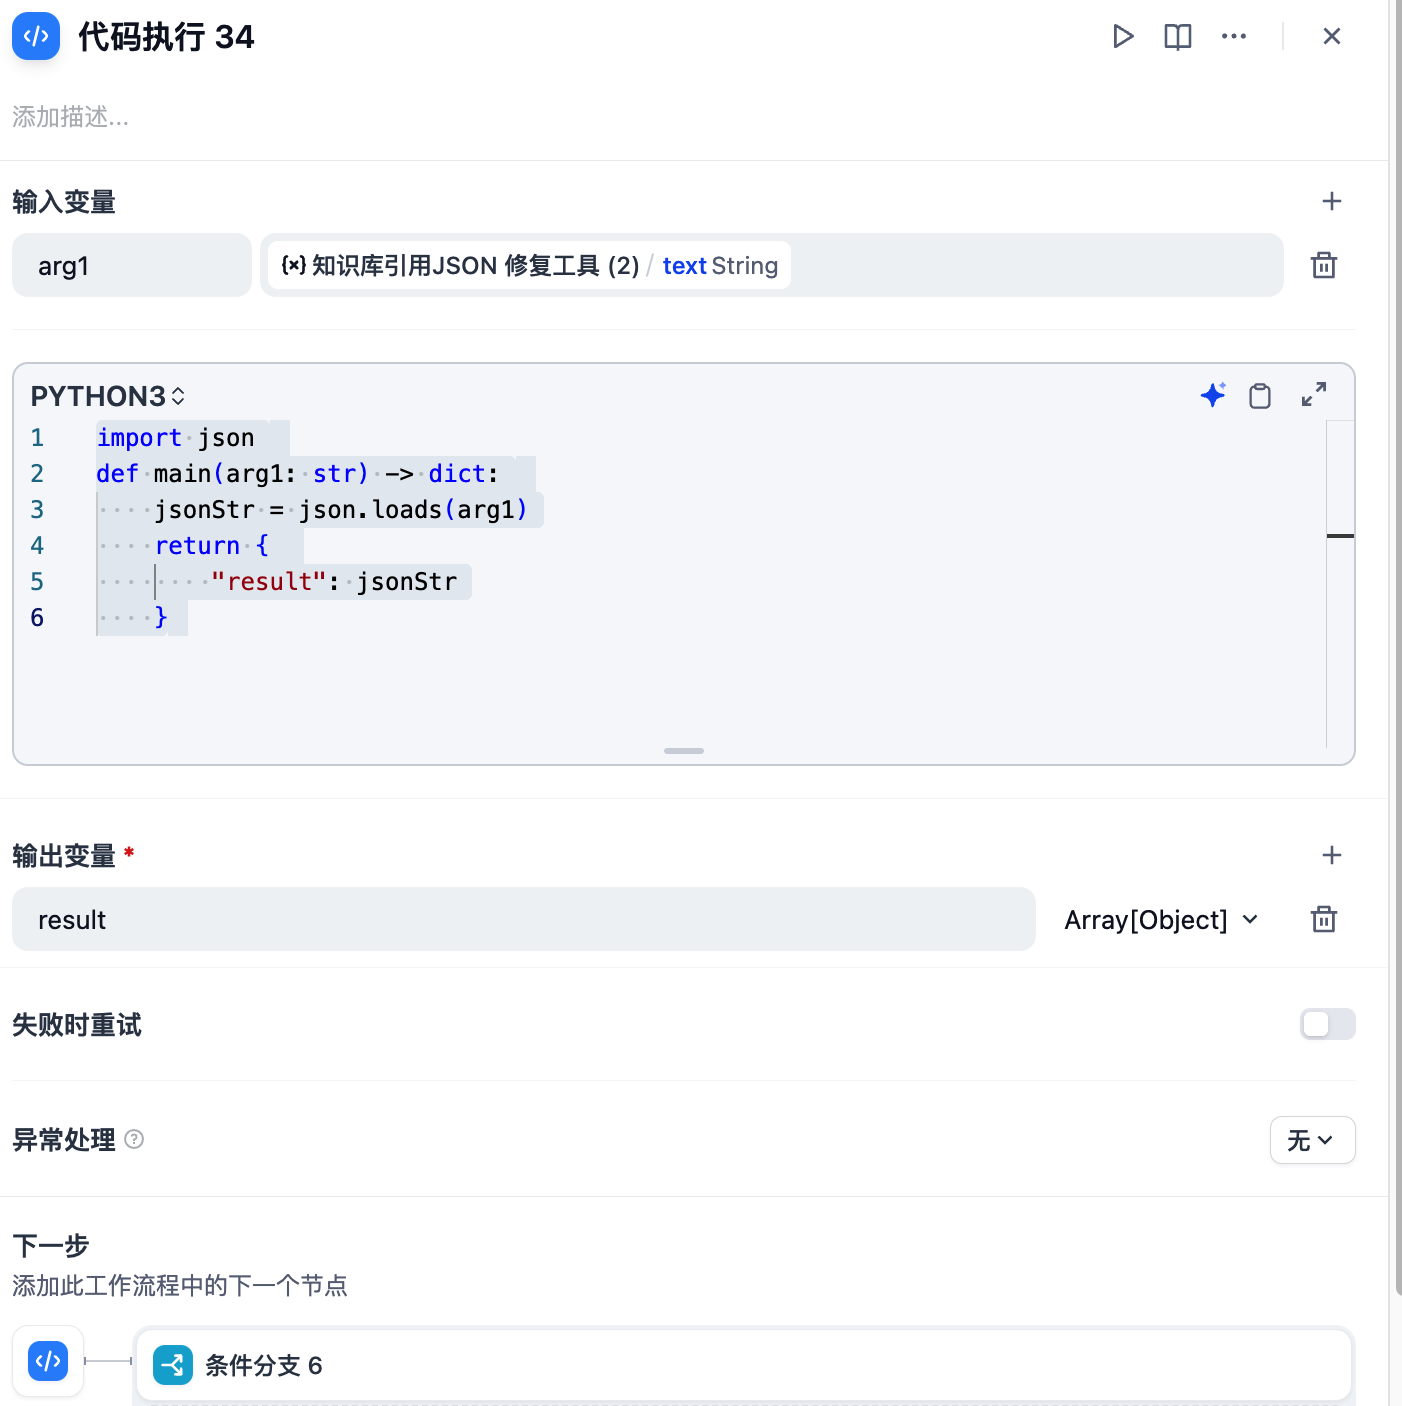 代码执行 34
添加描述...
输入变量
arg1
{x} 知识库引用JSON 修复工具 (2) / text String
PYTHON3
1 import json
2 def main(arg1: str) -> dict:
3     jsonStr = json.loads(arg1)
4     return {
5         "result": jsonStr
6     }
输出变量 *
result
Array[Object]
失败时重试
异常处理
无
下一步
添加此工作流程中的下一个节点
条件分支 6